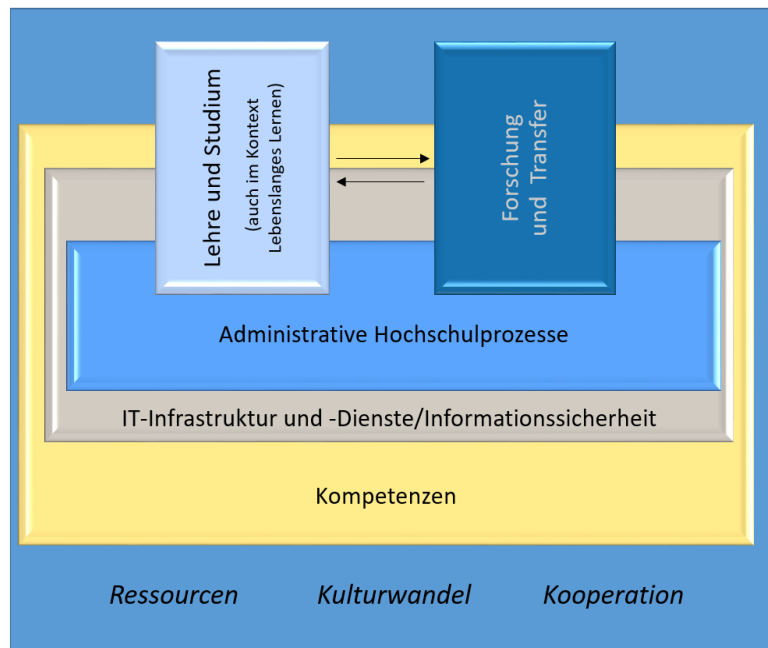 Lehre und Studium
(auch im Kontext
Lebenslanges Lernen)
Forschung
und Transfer
Administrative Hochschulprozesse
IT-Infrastruktur und -Dienste/Informationssicherheit
Kompetenzen
Ressourcen Kulturwandel Kooperation